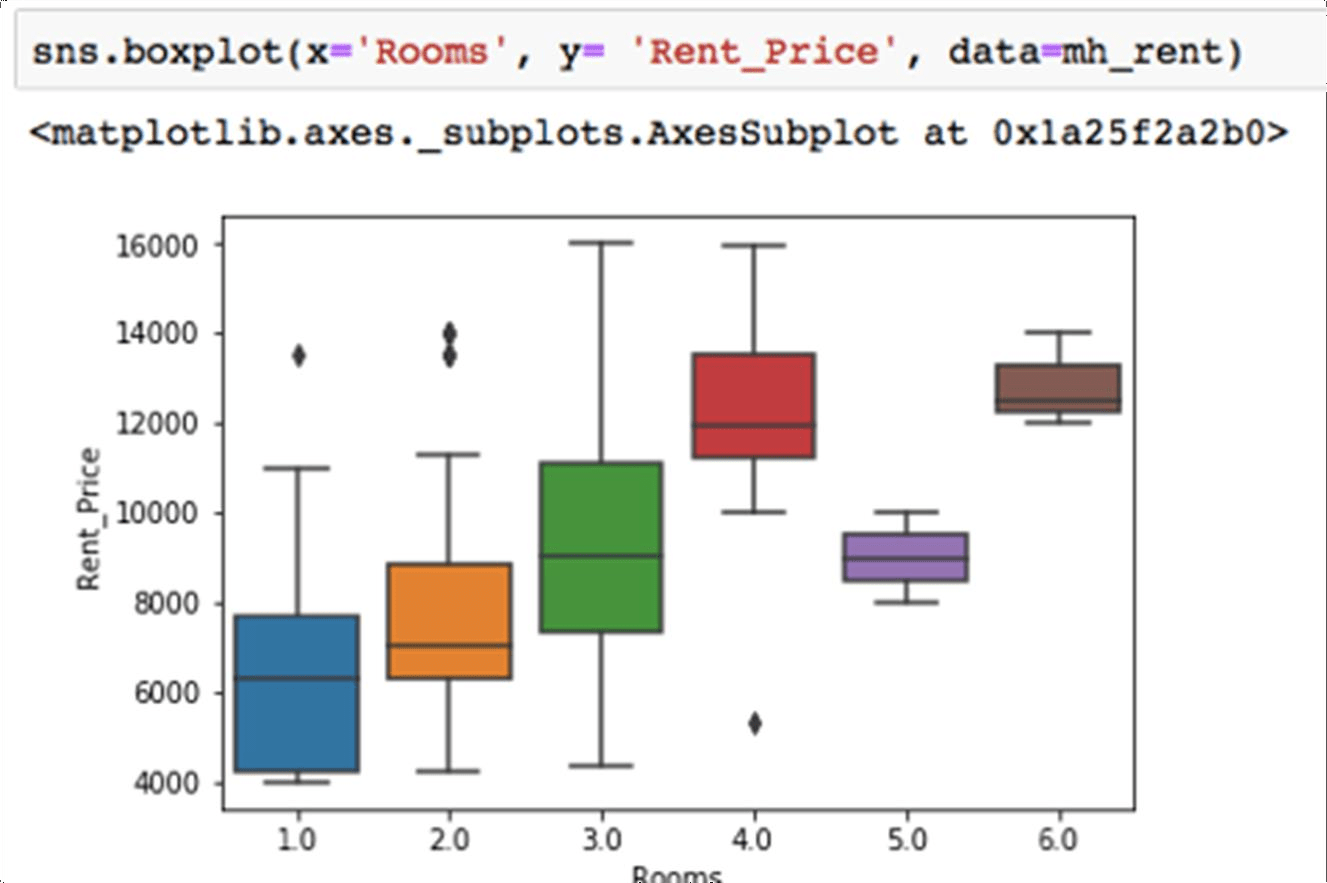 sns.boxplot(x='Rooms', y= 'Rent_Price', data=mh_rent)
<matplotlib.axes._subplots.AxesSubplot at 0x1a25f2a2b0>
16000
14000
12000
10000
8000
6000
4000
Rent_Price
1.0 2.0 3.0 4.0 5.0 6.0
Rooms